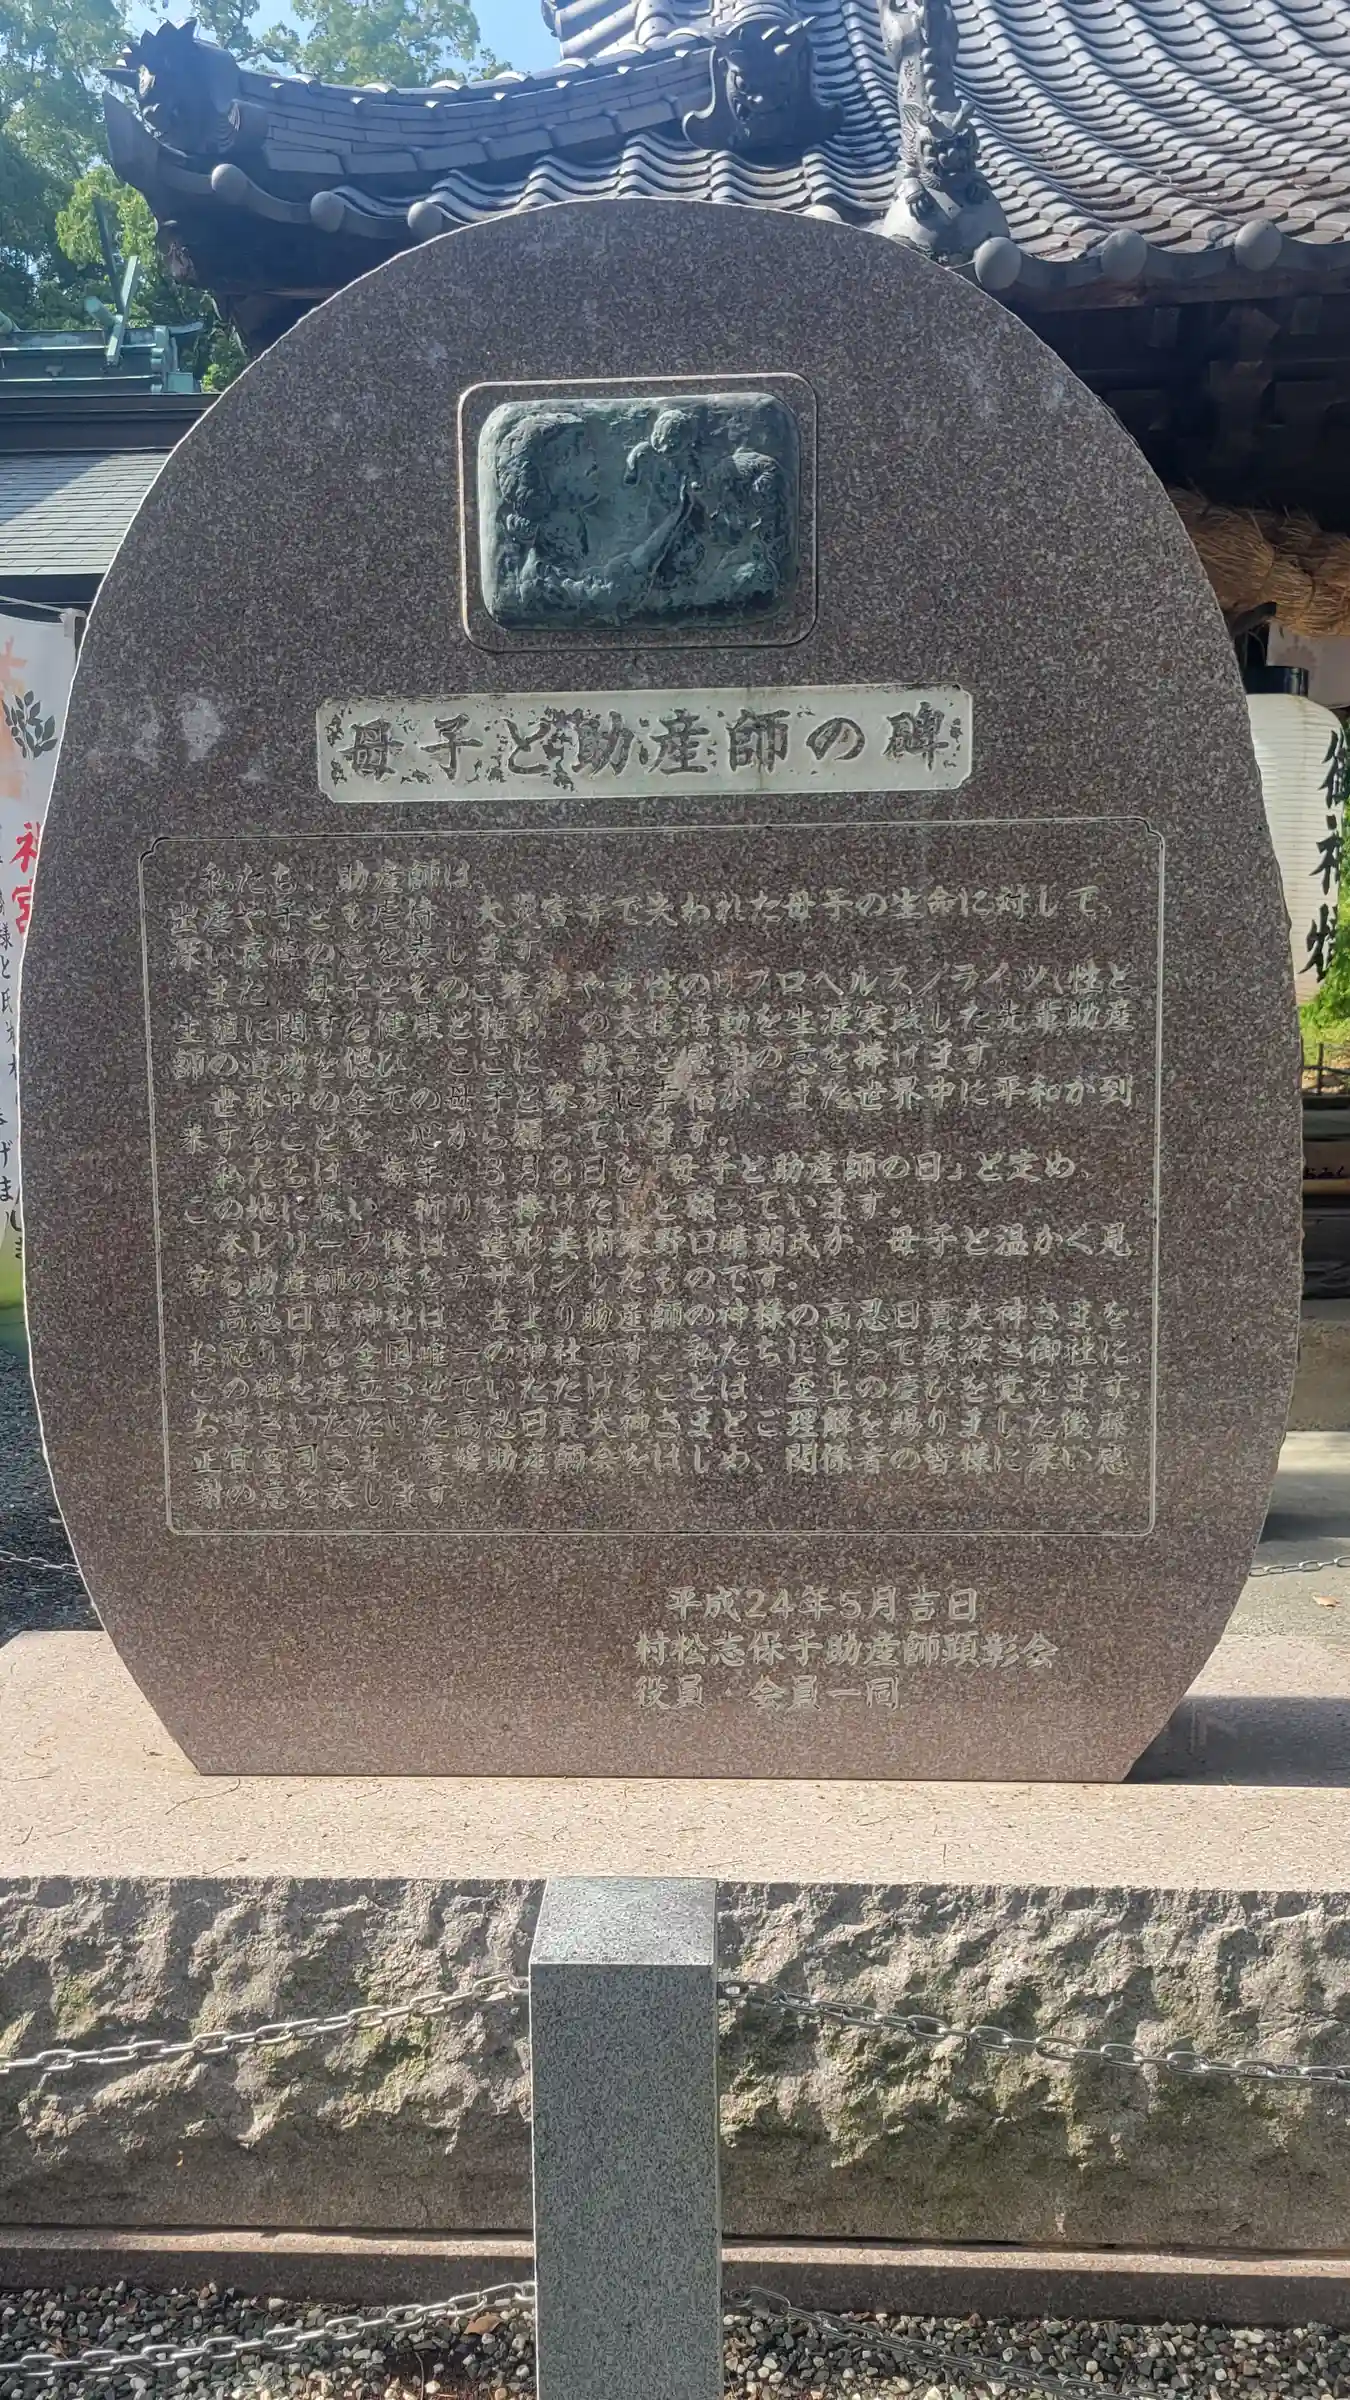 母子と助産師の碑
私たち、助産師は、
出産や子ども虐待、大災害等で失われた母子の生命に対して、
深い哀悼の意を表します。
また、母子とそのご家族や女性のリプロヘルス/ライツ(性と
生殖に関する健康と権利)の支援活動を生涯実践した先輩助産
師の遺功を偲び、ここに、敬意と感謝の意を捧げます。
世界中の全ての母子と家族に幸福が、また世界中に平和が到
来することを、心から願っています。
私たちは、毎年、3月8日を「母子と助産師の日」と定め、
この地に集い、祈りを捧げたいと願っています。
本レリーフ像は、造形美術家野口晴朗氏が、母子と温かく見
守る助産師の姿をデザインしたものです。
高忍日賣神社は、古より助産師の神様の高忍日賣大神さまを
お祀りする全国唯一の神社です。私たちにとって縁深き御社に、
この碑を建立させていただけることは、至上の慶びを覚えます。
お導きいただいた高忍日賣大神さまとご理解を賜りました後藤
正宜宮司さま、愛媛助産師会をはじめ、関係者の皆様に深い感
謝の意を表します。
平成24年5月吉日
村松志保子助産師顕彰会
役員・会員一同
御神燈
神宮